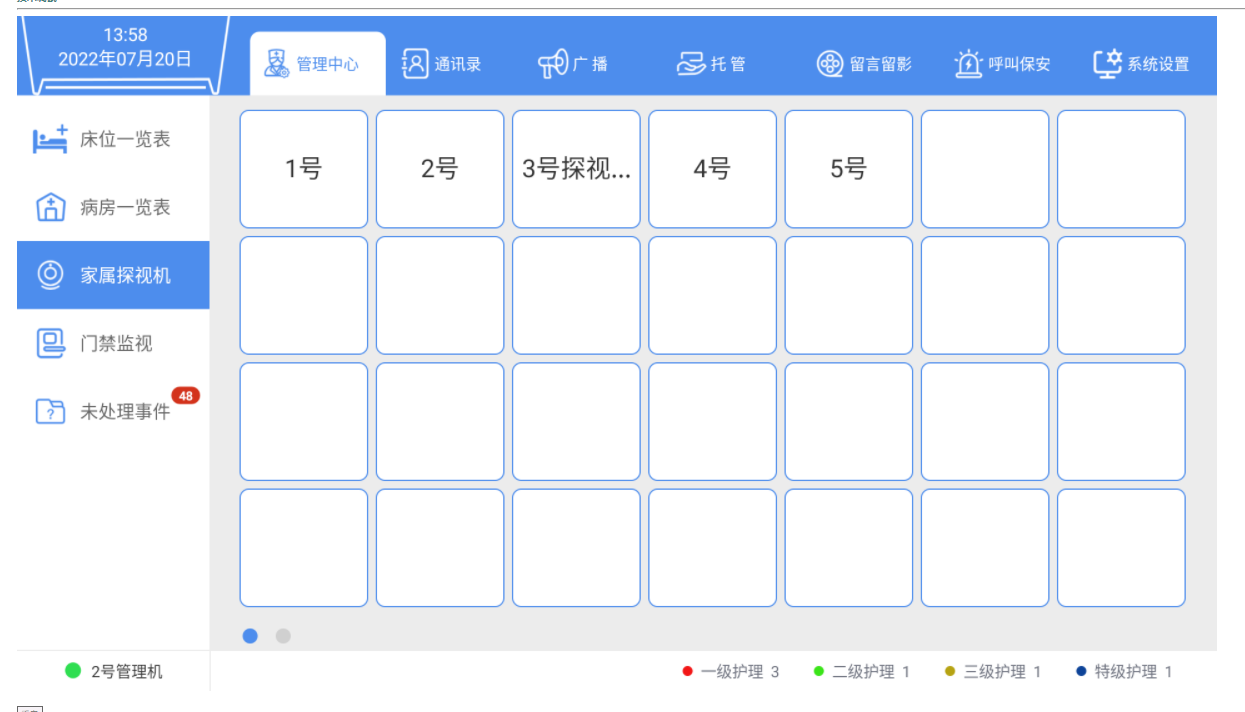 13:58
2022年07月20日
管理中心
通讯录
广播
托管
留言留影
呼叫保安
系统设置
床位一览表
病房一览表
家属探视机
门禁监视
未处理事件
48
1号
2号
3号探视...
4号
5号
2号管理机
一级护理 3
二级护理 1
三级护理 1
特级护理 1